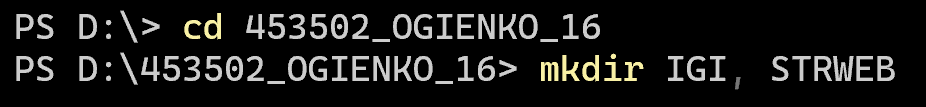 PS D:\> cd 453502_OGIENKO_16
PS D:\453502_OGIENKO_16> mkdir IGI, STRWEB